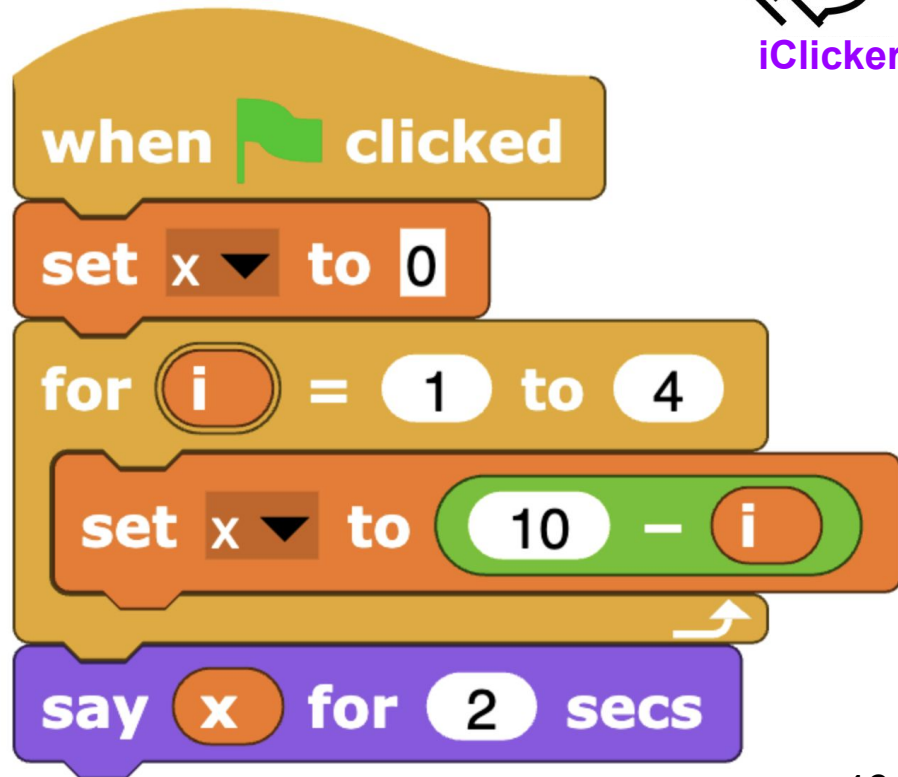 iClicker
when clicked
set x to 0
for i = 1 to 4
set x to 10 - i
say x for 2 secs